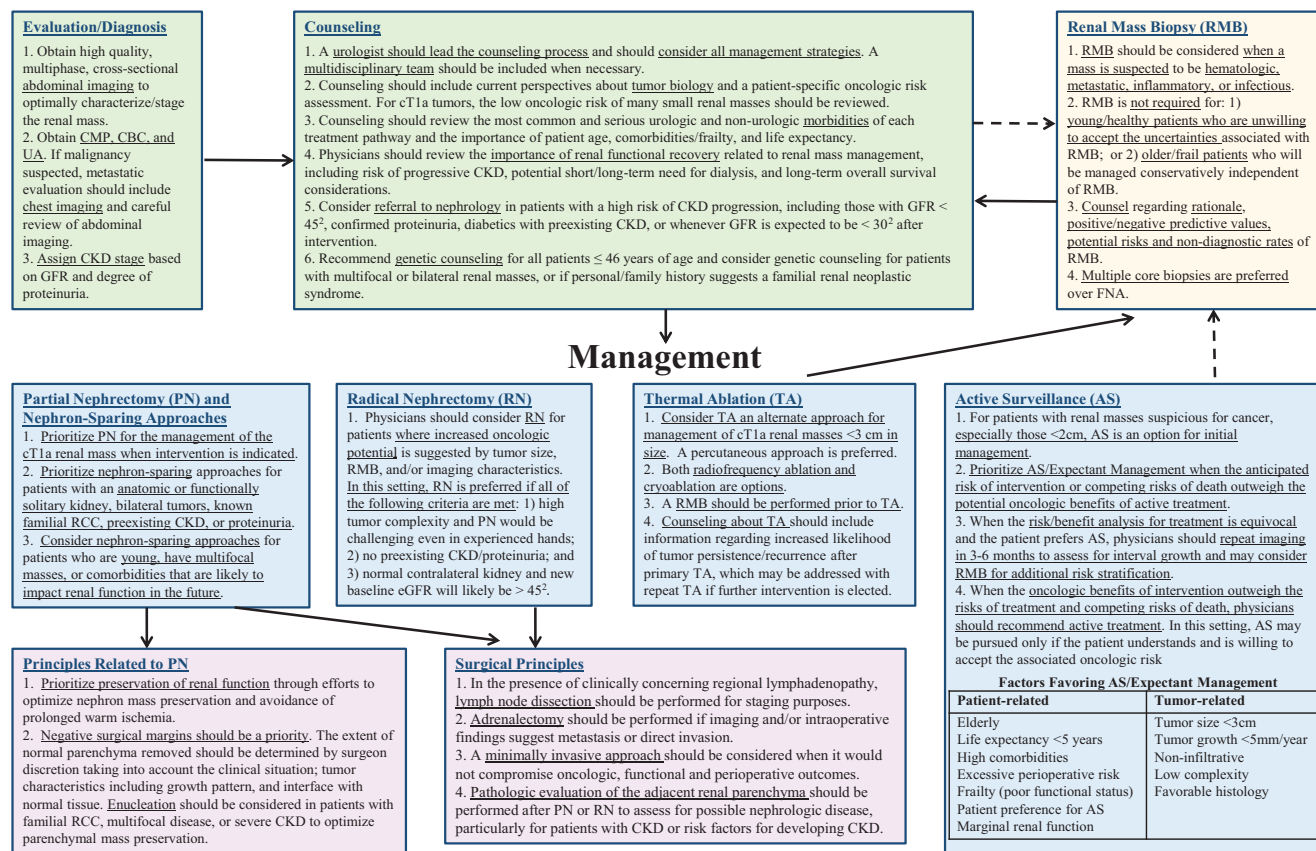 Evaluation/Diagnosis
1. Obtain high quality,
multiphase, cross-sectional
abdominal imaging to
optimally characterize/stage
the renal mass.
2. Obtain CMP, CBC, and
UA. If malignancy
suspected, metastatic
evaluation should include
chest imaging and careful
review of abdominal
imaging.
3. Assign CKD stage based
on GFR and degree of
proteinuria.
Counseling
1. A urologist should lead the counseling process and should consider all management strategies. A
multidisciplinary team should be included when necessary.
2. Counseling should include current perspectives about tumor biology and a patient-specific oncologic risk
assessment. For cT1a tumors, the low oncologic risk of many small renal masses should be reviewed.
3. Counseling should review the most common and serious urologic and non-urologic morbidities of each
treatment pathway and the importance of patient age, comorbidities/frailty, and life expectancy.
4. Physicians should review the importance of renal functional recovery related to renal mass management,
including risk of progressive CKD, potential short/long-term need for dialysis, and long-term overall survival
considerations.
5. Consider referral to nephrology in patients with a high risk of CKD progression, including those with GFR <
45², confirmed proteinuria, diabetics with preexisting CKD, or whenever GFR is expected to be < 30² after
intervention.
6. Recommend genetic counseling for all patients ≤ 46 years of age and consider genetic counseling for patients
with multifocal or bilateral renal masses, or if personal/family history suggests a familial renal neoplastic
syndrome.
Renal Mass Biopsy (RMB)
1. RMB should be considered when a
mass is suspected to be hematologic,
metastatic, inflammatory, or infectious.
2. RMB is not required for: 1)
young/healthy patients who are unwilling
to accept the uncertainties associated with
RMB; or 2) older/frail patients who will
be managed conservatively independent
of RMB.
3. Counsel regarding rationale,
positive/negative predictive values,
potential risks and non-diagnostic rates of
RMB.
4. Multiple core biopsies are preferred
over FNA.
Management
Partial Nephrectomy (PN) and
Nephron-Sparing Approaches
1. Prioritize PN for the management of the
cT1a renal mass when intervention is indicated.
2. Prioritize nephron-sparing approaches for
patients with an anatomic or functionally
solitary kidney, bilateral tumors, known
familial RCC, preexisting CKD, or proteinuria.
3. Consider nephron-sparing approaches for
patients who are young, have multifocal
masses, or comorbidities that are likely to
impact renal function in the future.
Radical Nephrectomy (RN)
1. Physicians should consider RN for
patients where increased oncologic
potential is suggested by tumor size,
RMB, and/or imaging characteristics.
In this setting, RN is preferred if all of
the following criteria are met: 1) high
tumor complexity and PN would be
challenging even in experienced hands;
2) no preexisting CKD/proteinuria; and
3) normal contralateral kidney and new
baseline eGFR will likely be > 45².
Thermal Ablation (TA)
1. Consider TA an alternate approach for
management of cT1a renal masses <3 cm in
size. A percutaneous approach is preferred.
2. Both radiofrequency ablation and
cryoablation are options.
3. A RMB should be performed prior to TA.
4. Counseling about TA should include
information regarding increased likelihood
of tumor persistence/recurrence after
primary TA, which may be addressed with
repeat TA if further intervention is elected.
Active Surveillance (AS)
1. For patients with renal masses suspicious for cancer,
especially those <2cm, AS is an option for initial
management.
2. Prioritize AS/Expectant Management when the anticipated
risk of intervention or competing risks of death outweigh the
potential oncologic benefits of active treatment.
3. When the risk/benefit analysis for treatment is equivocal
and the patient prefers AS, physicians should repeat imaging
in 3-6 months to assess for interval growth and may consider
RMB for additional risk stratification.
4. When the oncologic benefits of intervention outweigh the
risks of treatment and competing risks of death, physicians
should recommend active treatment. In this setting, AS may
be pursued only if the patient understands and is willing to
accept the associated oncologic risk
Factors Favoring AS/Expectant Management
Patient-related Tumor-related
Elderly Tumor size <3cm
Life expectancy <5 years Tumor growth <5mm/year
High comorbidities Non-infiltrative
Excessive perioperative risk Low complexity
Frailty (poor functional status) Favorable histology
Patient preference for AS
Marginal renal function
Principles Related to PN
1. Prioritize preservation of renal function through efforts to
optimize nephron mass preservation and avoidance of
prolonged warm ischemia.
2. Negative surgical margins should be a priority. The extent of
normal parenchyma removed should be determined by surgeon
discretion taking into account the clinical situation; tumor
characteristics including growth pattern, and interface with
normal tissue. Enucleation should be considered in patients with
familial RCC, multifocal disease, or severe CKD to optimize
parenchymal mass preservation.
Surgical Principles
1. In the presence of clinically concerning regional lymphadenopathy,
lymph node dissection should be performed for staging purposes.
2. Adrenalectomy should be performed if imaging and/or intraoperative
findings suggest metastasis or direct invasion.
3. A minimally invasive approach should be considered when it would
not compromise oncologic, functional and perioperative outcomes.
4. Pathologic evaluation of the adjacent renal parenchyma should be
performed after PN or RN to assess for possible nephrologic disease,
particularly for patients with CKD or risk factors for developing CKD.